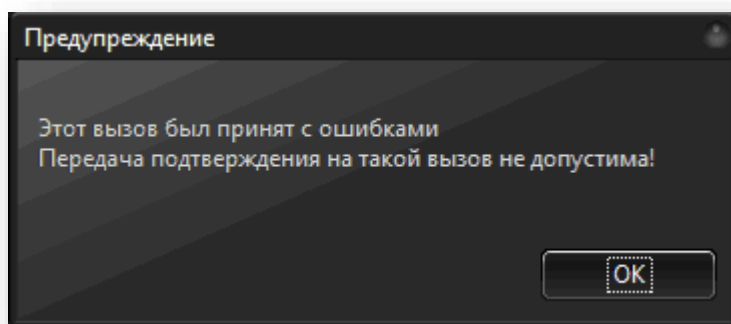 Предупреждение
Этот вызов был принят с ошибками
Передача подтверждения на такой вызов не допустима!
OK